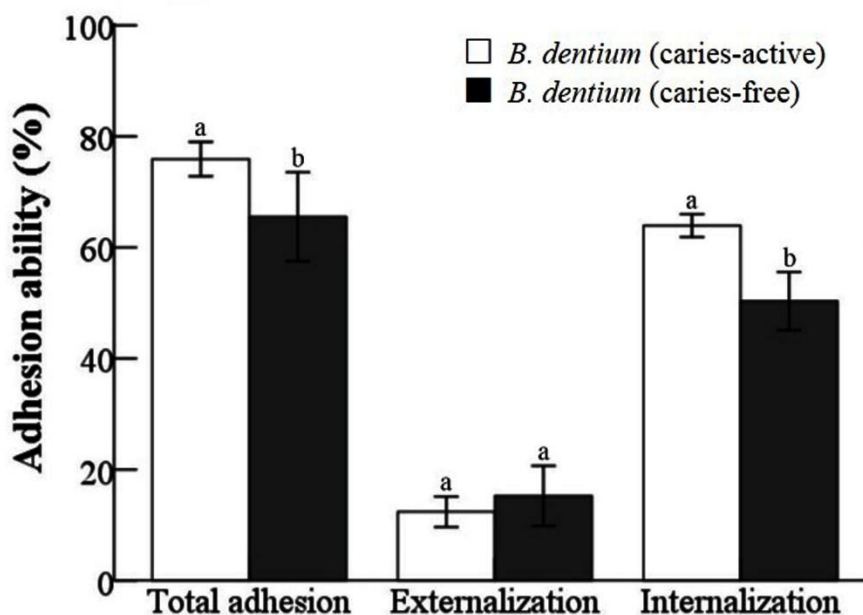 100
B. dentium (caries-active)
B. dentium (caries-free)
80
60
40
20
0
Adhesion ability (%)
a
b
a
a
a
b
Total adhesion
Externalization
Internalization